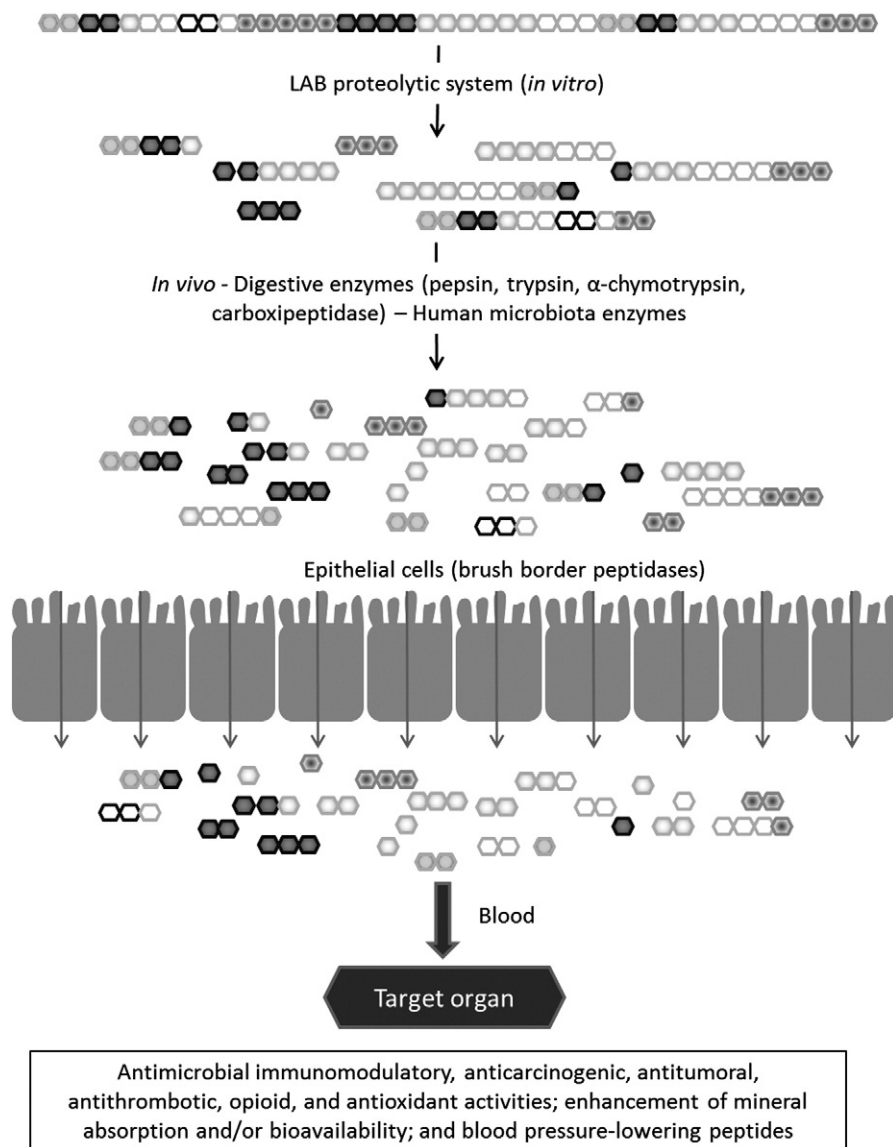 LAB proteolytic system (in vitro)
In vivo - Digestive enzymes (pepsin, trypsin, α-chymotrypsin,
carboxipeptidase) – Human microbiota enzymes
Epithelial cells (brush border peptidases)
Blood
Target organ
Antimicrobial immunomodulatory, anticarcinogenic, antitumoral,
antithrombotic, opioid, and antioxidant activities; enhancement of mineral
absorption and/or bioavailability; and blood pressure-lowering peptides